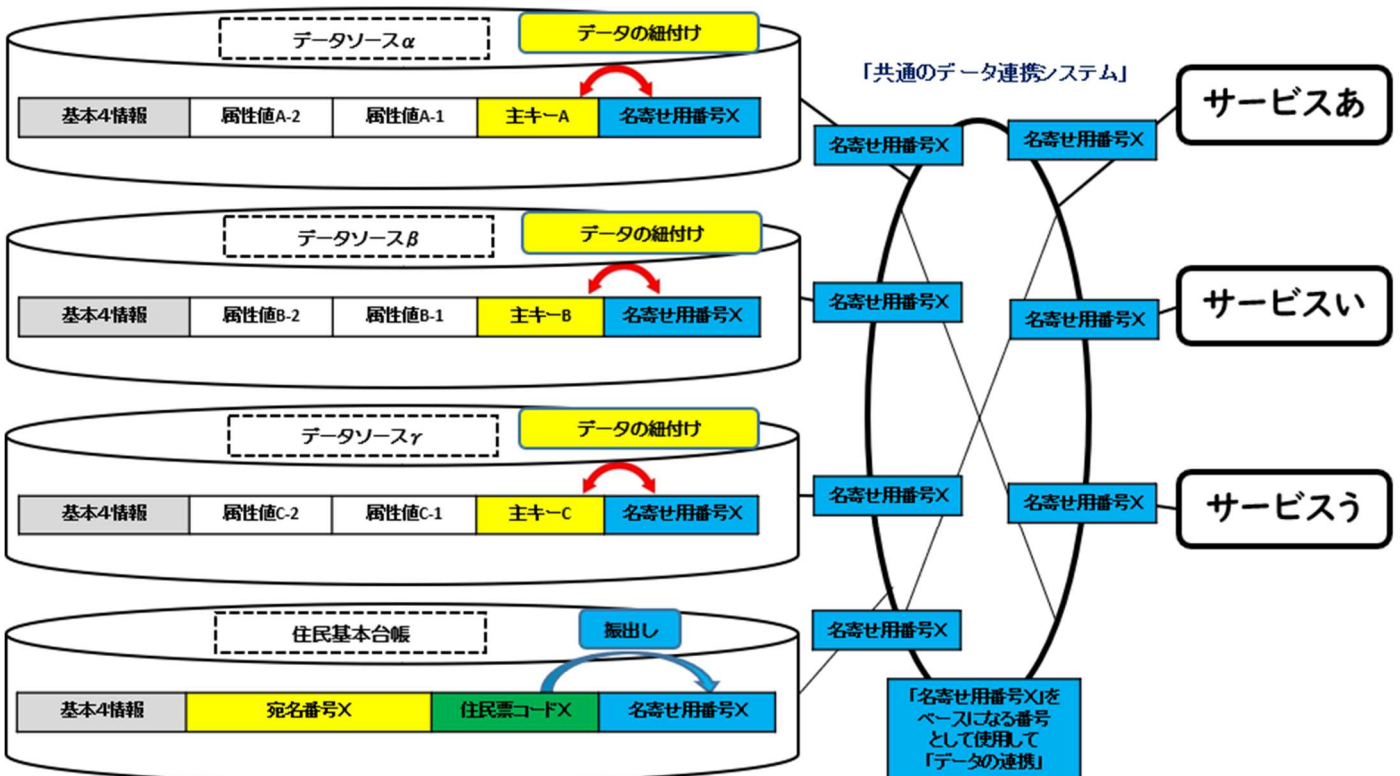 データソースα
データの紐付け
基本4情報
属性値A-2
属性値A-1
主キーA
名寄せ用番号X
データソースβ
データの紐付け
基本4情報
属性値B-2
属性値B-1
主キーB
名寄せ用番号X
データソースγ
データの紐付け
基本4情報
属性値C-2
属性値C-1
主キーC
名寄せ用番号X
住民基本台帳
振出し
基本4情報
宛名番号X
住民票コードX
名寄せ用番号X
「共通のデータ連携システム」
名寄せ用番号X
名寄せ用番号X
名寄せ用番号X
名寄せ用番号X
名寄せ用番号X
名寄せ用番号X
名寄せ用番号X
「名寄せ用番号X」を
ベースになる番号
として使用して
「データの連携」
サービスあ
サービスい
サービスう